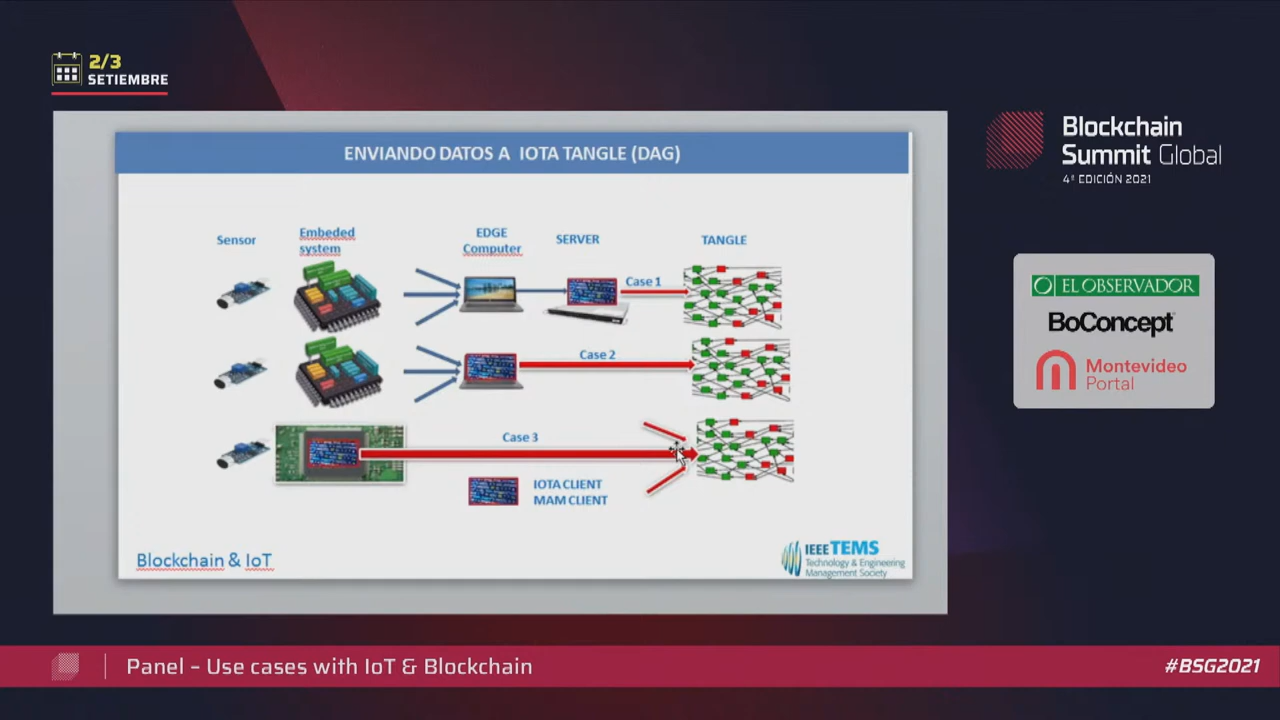 2/3
SETIEMBRE
Blockchain
Summit Global
4ª EDICIÓN 2021
ENVIANDO DATOS A IOTA TANGLE (DAG)
Sensor
Embeded
system
EDGE
Computer
SERVER
TANGLE
Case 1
Case 2
Case 3
IOTA CLIENT
MAM CLIENT
Blockchain & IoT
IEEE TEMS
Technology & Engineering
Management Society
EL OBSERVADOR
BoConcept
Montevideo
Portal
Panel – Use cases with IoT & Blockchain
#BSG2021